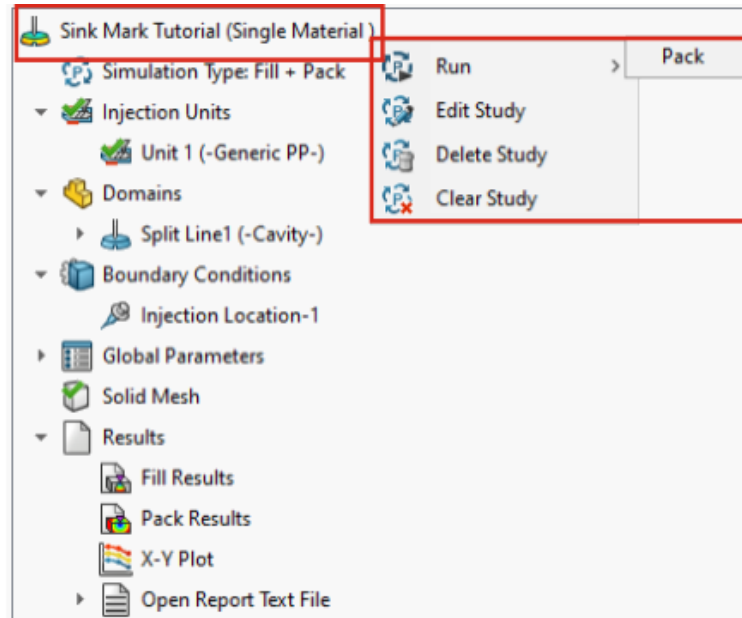 Sink Mark Tutorial (Single Material )
Simulation Type: Fill + Pack
Run > Pack
Injection Units
Edit Study
Unit 1 (-Generic PP-)
Delete Study
Domains
Clear Study
Split Line1 (-Cavity-)
Boundary Conditions
Injection Location-1
Global Parameters
Solid Mesh
Results
Fill Results
Pack Results
X-Y Plot
Open Report Text File